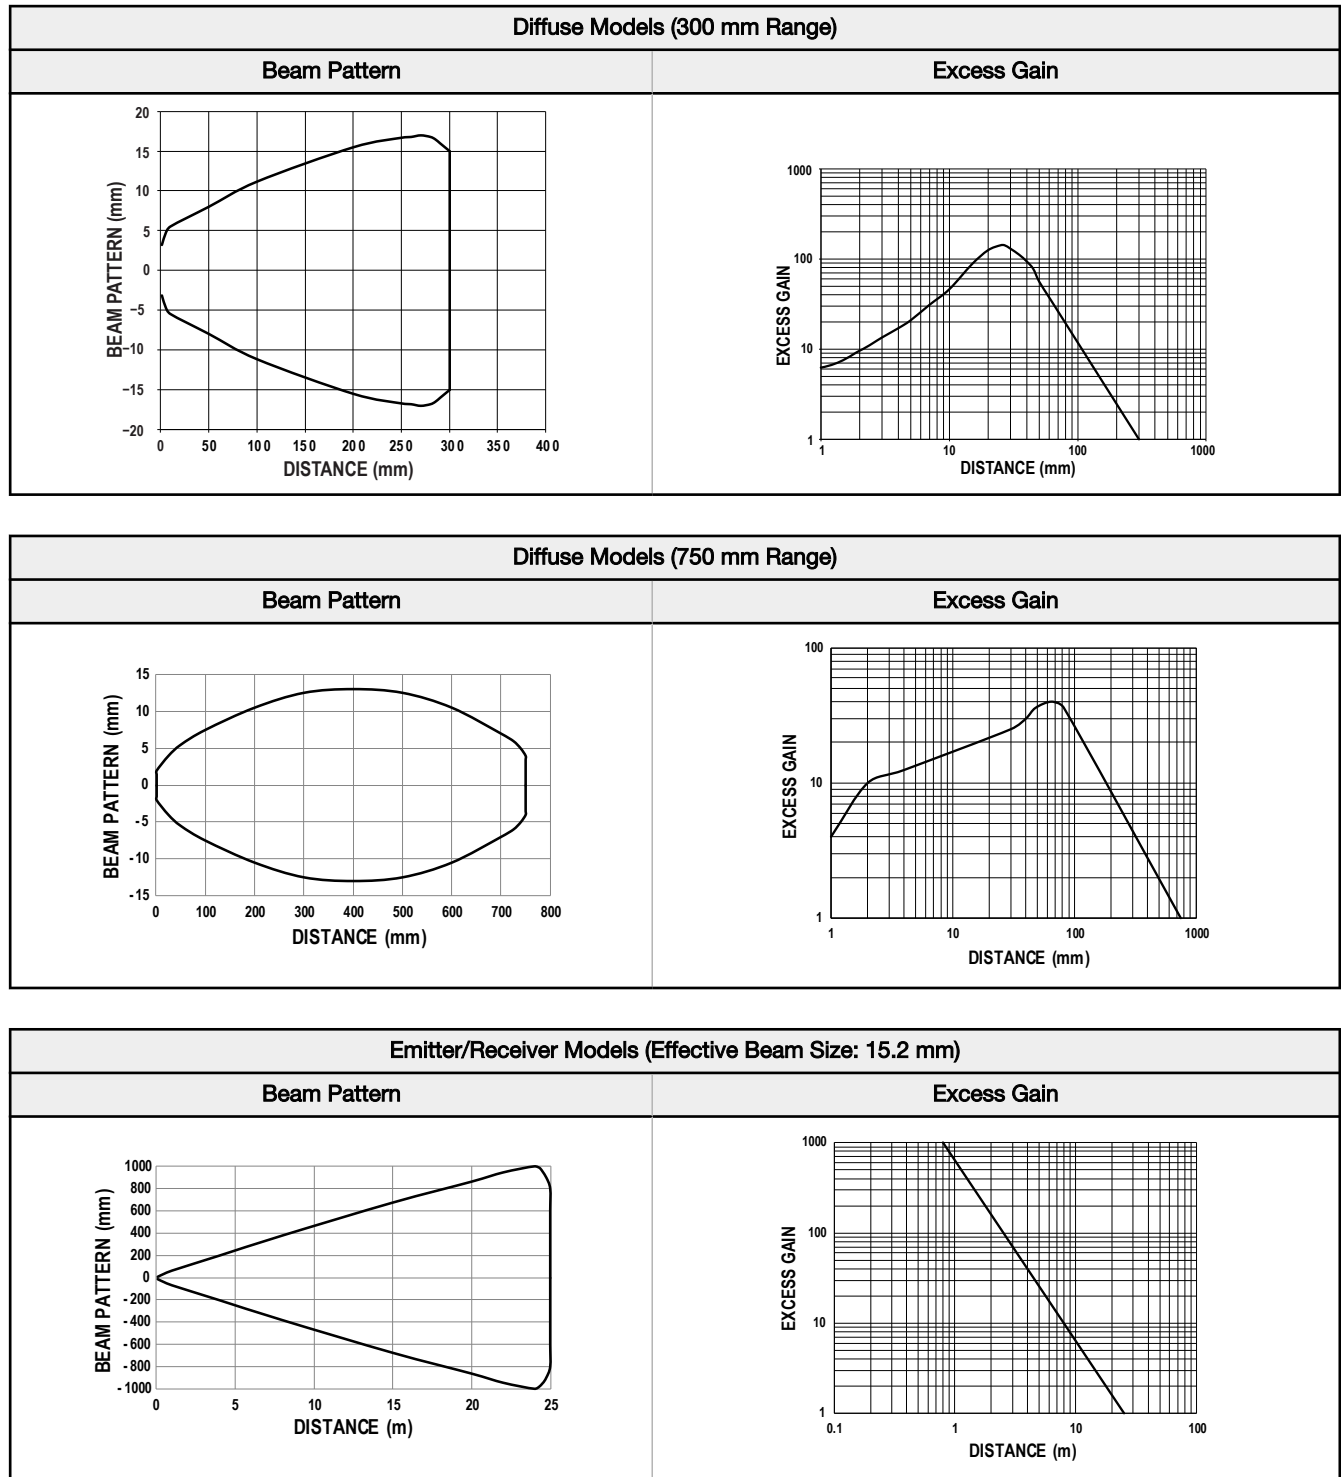 Diffuse Models (300 mm Range)
Beam Pattern Excess Gain
20
15
10
5
0
−5
−10
−15
−20
BEAM PATTERN (mm)
0 50 100 150 200 250 300 350 400
DISTANCE (mm)
1000
100
10
1
EXCESS GAIN
1 10 100 1000
DISTANCE (mm)
Diffuse Models (750 mm Range)
Beam Pattern Excess Gain
15
10
5
0
-5
-10
-15
BEAM PATTERN (mm)
0 100 200 300 400 500 600 700 800
DISTANCE (mm)
100
10
1
EXCESS GAIN
1 10 100 1000
DISTANCE (mm)
Emitter/Receiver Models (Effective Beam Size: 15.2 mm)
Beam Pattern Excess Gain
1000
800
600
400
200
0
-200
-400
-600
-800
-1000
BEAM PATTERN (mm)
0 5 10 15 20 25
DISTANCE (m)
1000
100
10
1
EXCESS GAIN
0.1 1 10 100
DISTANCE (m)